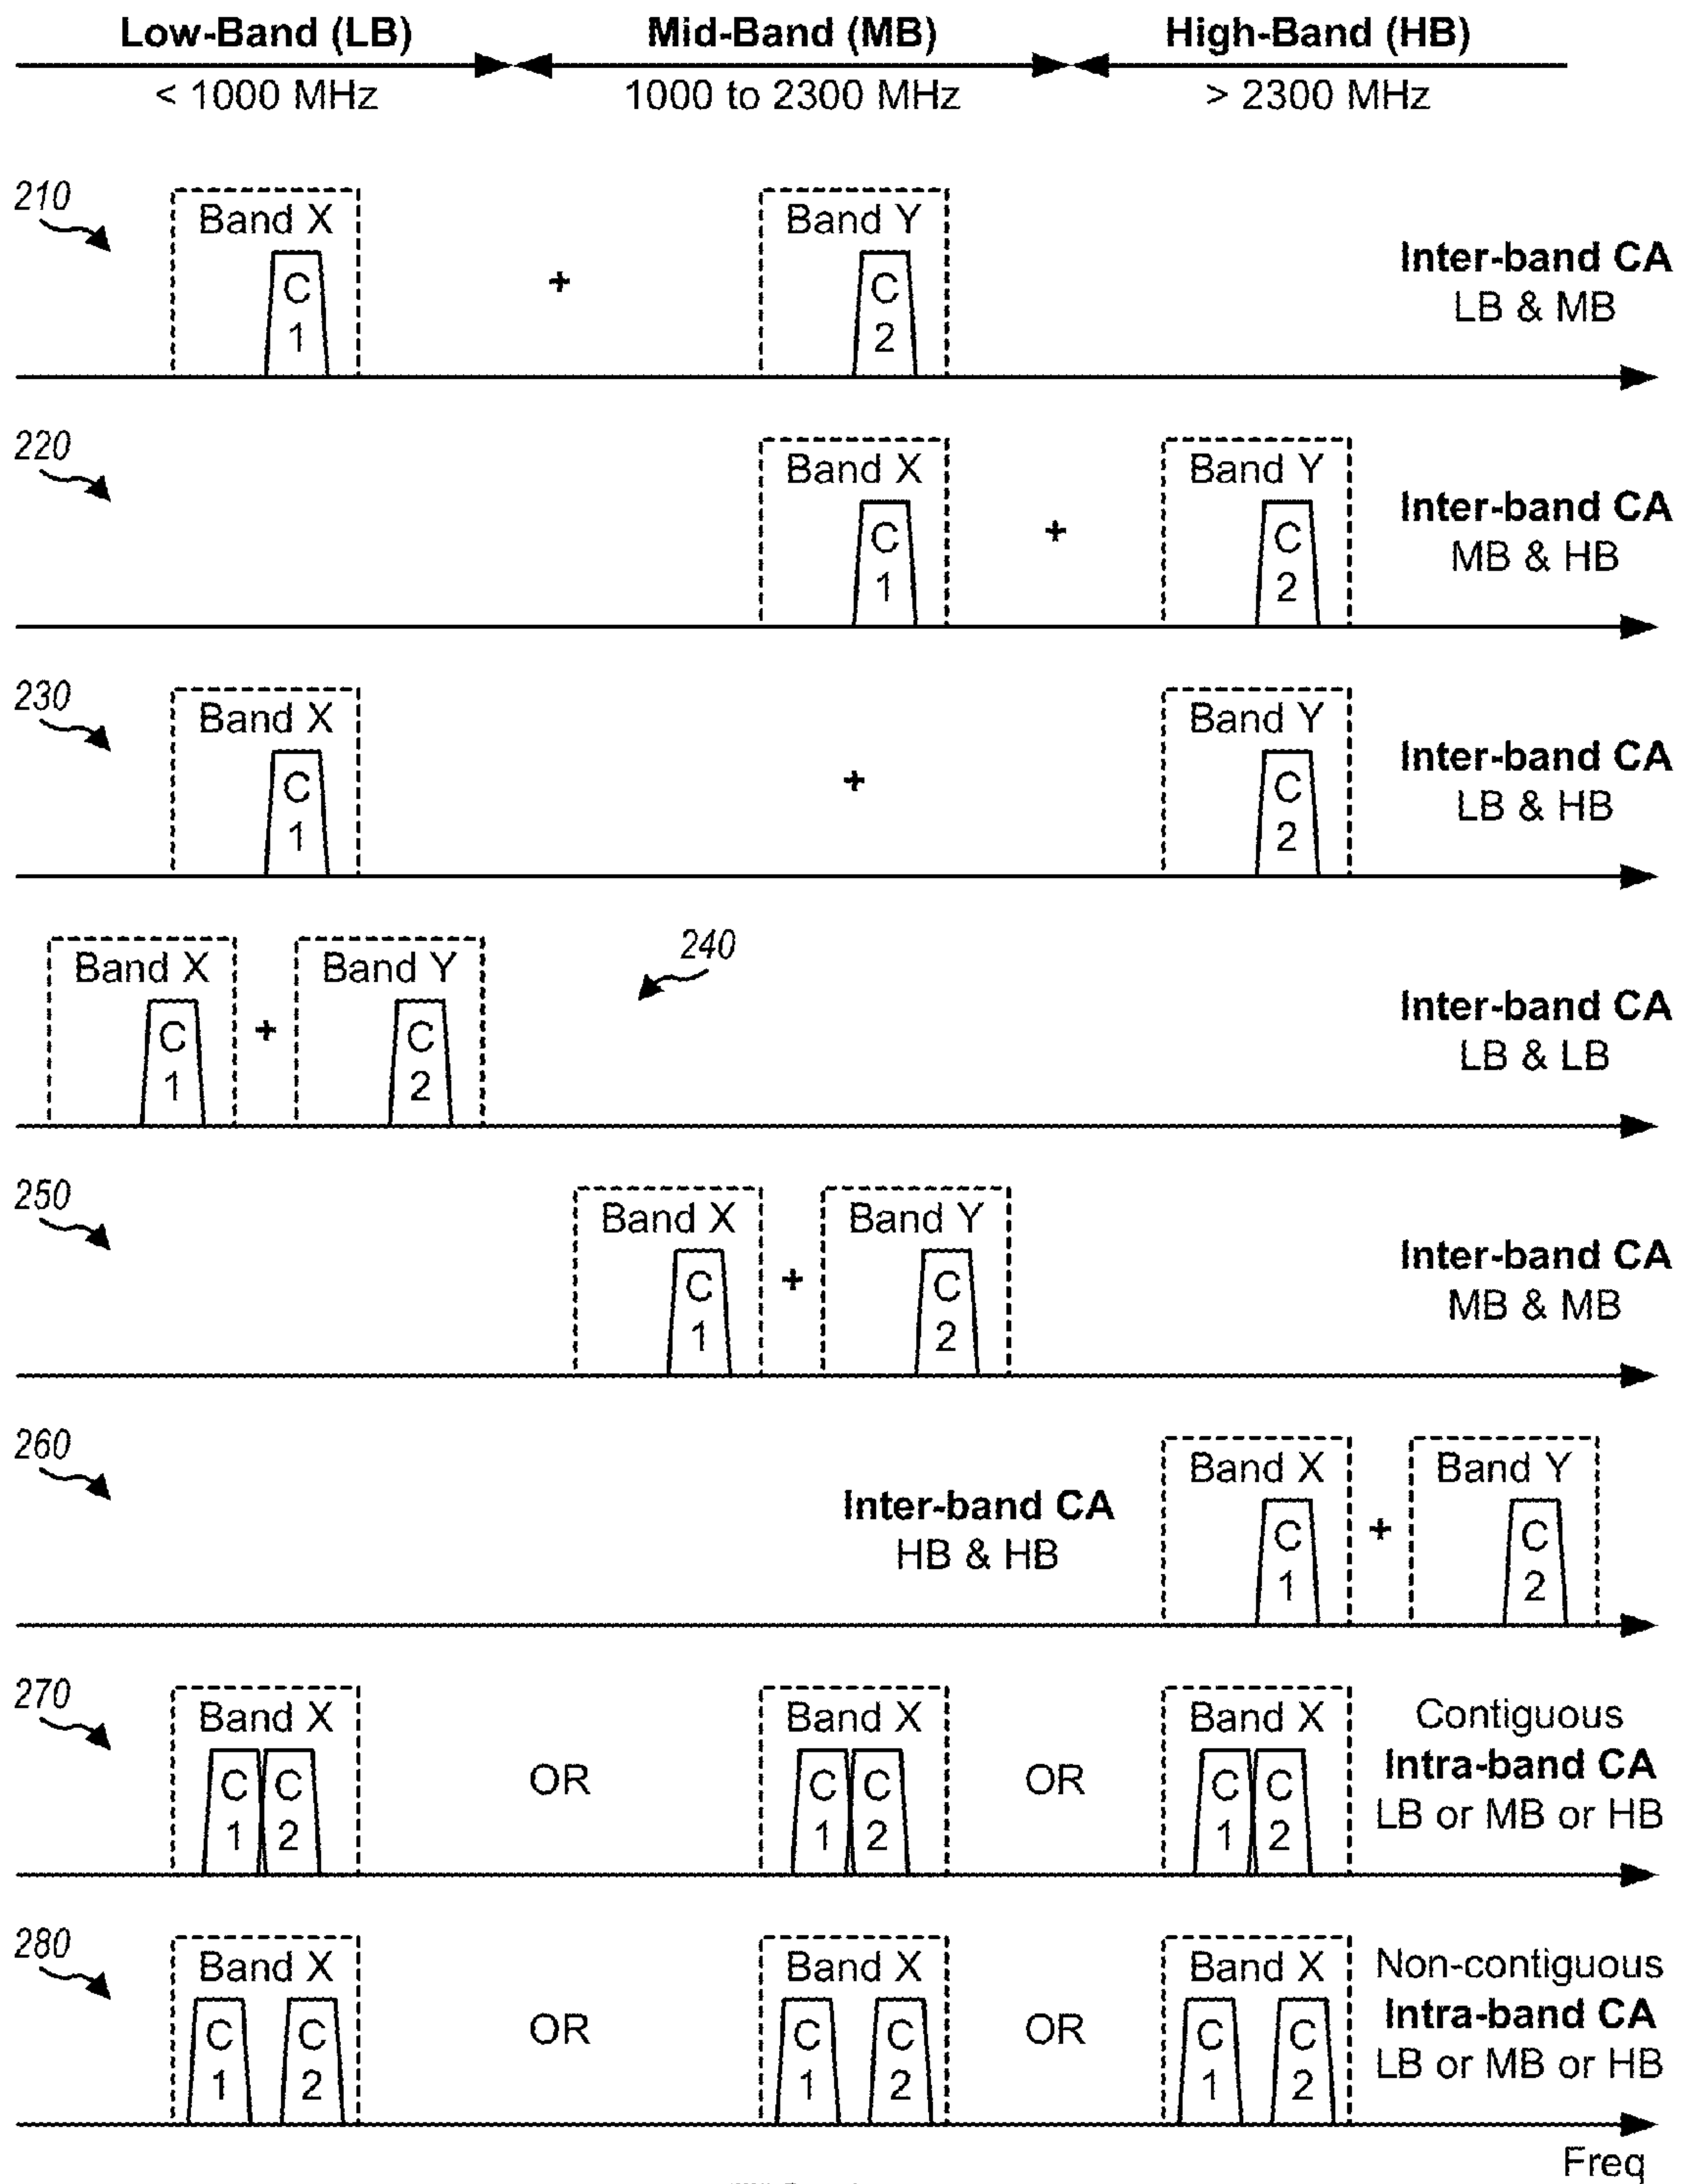 Low-Band (LB) Mid-Band (MB) High-Band (HB)
< 1000 MHz 1000 to 2300 MHz > 2300 MHz
210
Band X Band Y
C 1 + C 2
Inter-band CA
LB & MB
220
Band X Band Y
C 1 + C 2
Inter-band CA
MB & HB
230
Band X Band Y
C 1 + C 2
Inter-band CA
LB & HB
240
Band X Band Y
C 1 + C 2
Inter-band CA
LB & LB
250
Band X Band Y
C 1 + C 2
Inter-band CA
MB & MB
260
Inter-band CA
HB & HB
Band X Band Y
C 1 + C 2
270
Band X Band X Band X
C 1 C 2 OR C 1 C 2 OR C 1 C 2
Contiguous
Intra-band CA
LB or MB or HB
280
Band X Band X Band X
C 1 C 2 OR C 1 C 2 OR C 1 C 2
Non-contiguous
Intra-band CA
LB or MB or HB
Freq